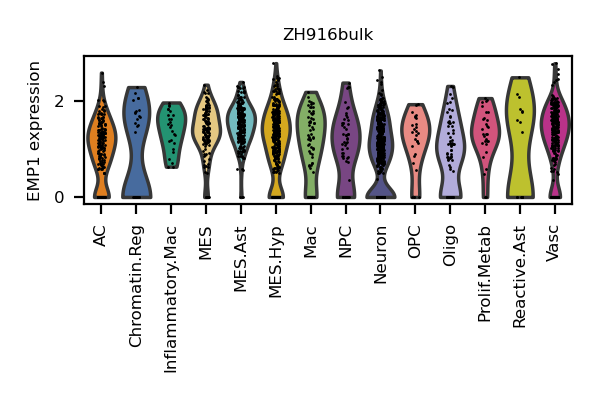 ZH916bulk
EMP1 expression
2
0
AC
Chromatin.Reg
Inflammatory.Mac
MES
MES.Ast
MES.Hyp
Mac
NPC
Neuron
OPC
Oligo
Prolif.Metab
Reactive.Ast
Vasc